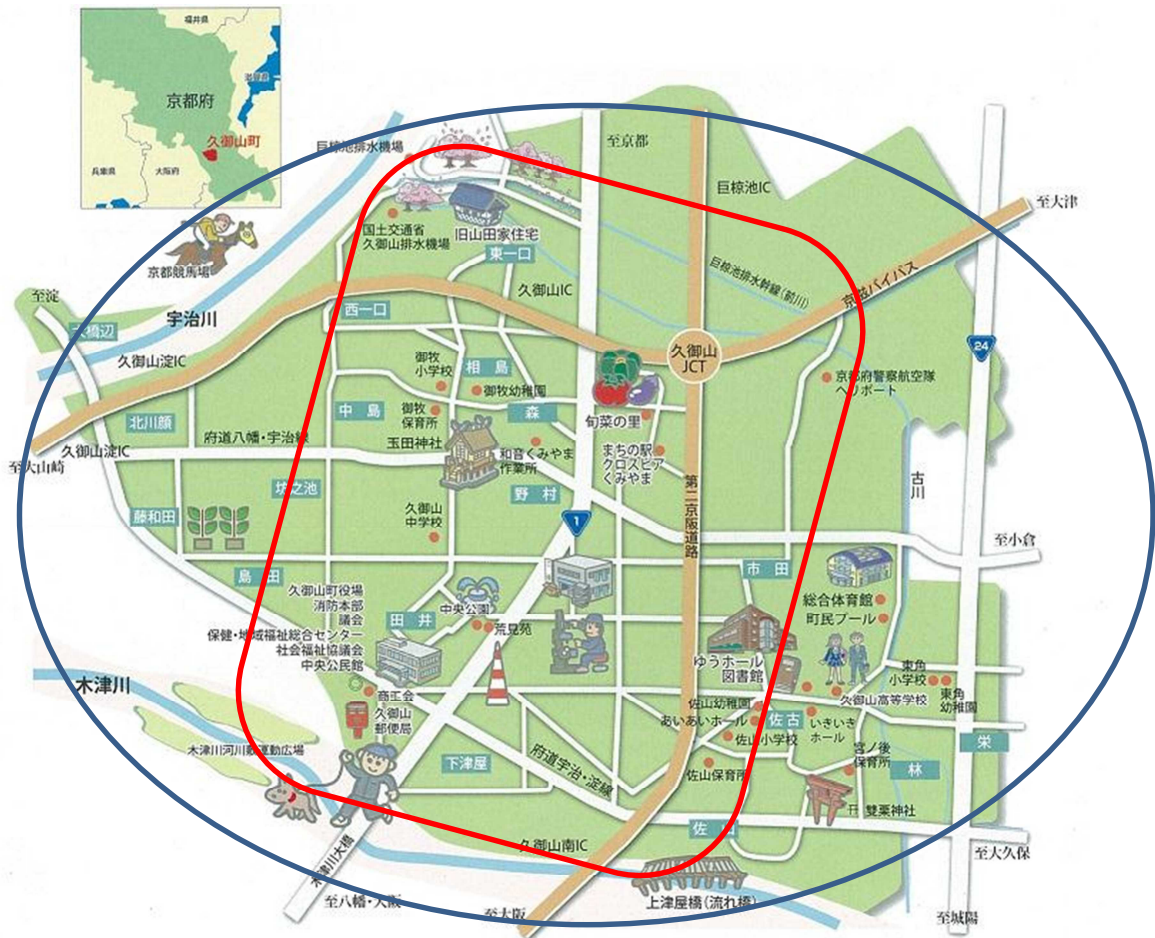 福井県
滋賀県
京都府
久御山町
兵庫県
大阪府
巨椋池排水機場
至京都
巨椋池IC
至大津
京都競馬場
国土交通省
久御山排水機場
旧山田家住宅
東一口
巨椋池排水幹線(前川)
京滋バイパス
至淀
宇治川
久御山IC
西一口
大橋辺
久御山淀IC
久御山
JCT
24
御牧
小学校
相島
御牧幼稚園
京都府警察航空隊
ヘリポート
中島
御牧
保育所
森
旬菜の里
北川顔
府道八幡・宇治線
玉田神社
和音くみやま
作業所
まちの駅
クロスピア
くみやま
久御山淀IC
至大山崎
坊之池
野村
第二京阪道路
古川
藤和田
久御山
中学校
1
至小倉
島田
市田
久御山町役場
消防本部
議会
保健・地域福祉総合センター
社会福祉協議会
中央公民館
田井
中央公園
荒見苑
総合体育館
町民プール
ゆうホール
図書館
東角
小学校
東角
幼稚園
木津川
商工会
久御山
郵便局
佐山幼稚園
あいあいホール
佐古
久御山高等学校
いきいき
ホール
佐山小学校
栄
木津川河川敷運動広場
下津屋
府道宇治・淀線
佐山保育所
宮ノ後
保育所
林
雙栗神社
佐山
久御山南IC
木津川大橋
至大久保
至八幡・大阪
至大阪
上津屋橋(流れ橋)
至城陽